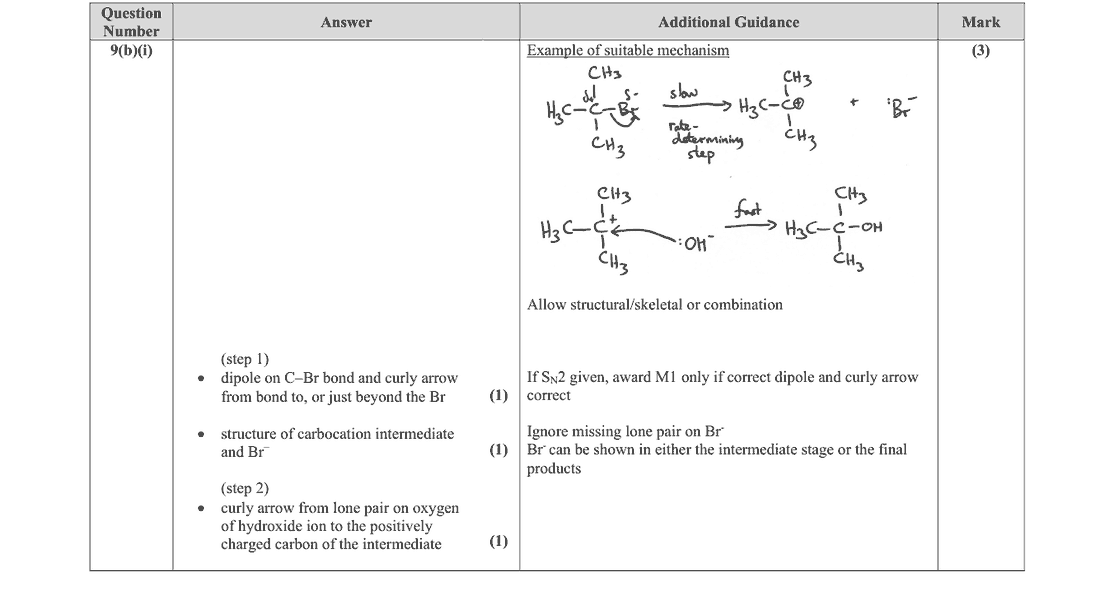 Question Number
Answer
Additional Guidance
Mark
9(b)(i)
Example of suitable mechanism
(3)
CH3
δ+ δ-
H3C–C–Br
CH3
slow
rate-
determining
step
CH3
H3C–C⊕
CH3
+
:Br⁻
CH3
H3C–C+
CH3
:OH⁻
fast
CH3
H3C–C–OH
CH3
Allow structural/skeletal or combination
(step 1)
• dipole on C–Br bond and curly arrow
from bond to, or just beyond the Br (1)
If SN2 given, award M1 only if correct dipole and curly arrow
correct
• structure of carbocation intermediate
and Br⁻ (1)
Ignore missing lone pair on Br⁻
Br⁻ can be shown in either the intermediate stage or the final
products
(step 2)
• curly arrow from lone pair on oxygen
of hydroxide ion to the positively
charged carbon of the intermediate (1)